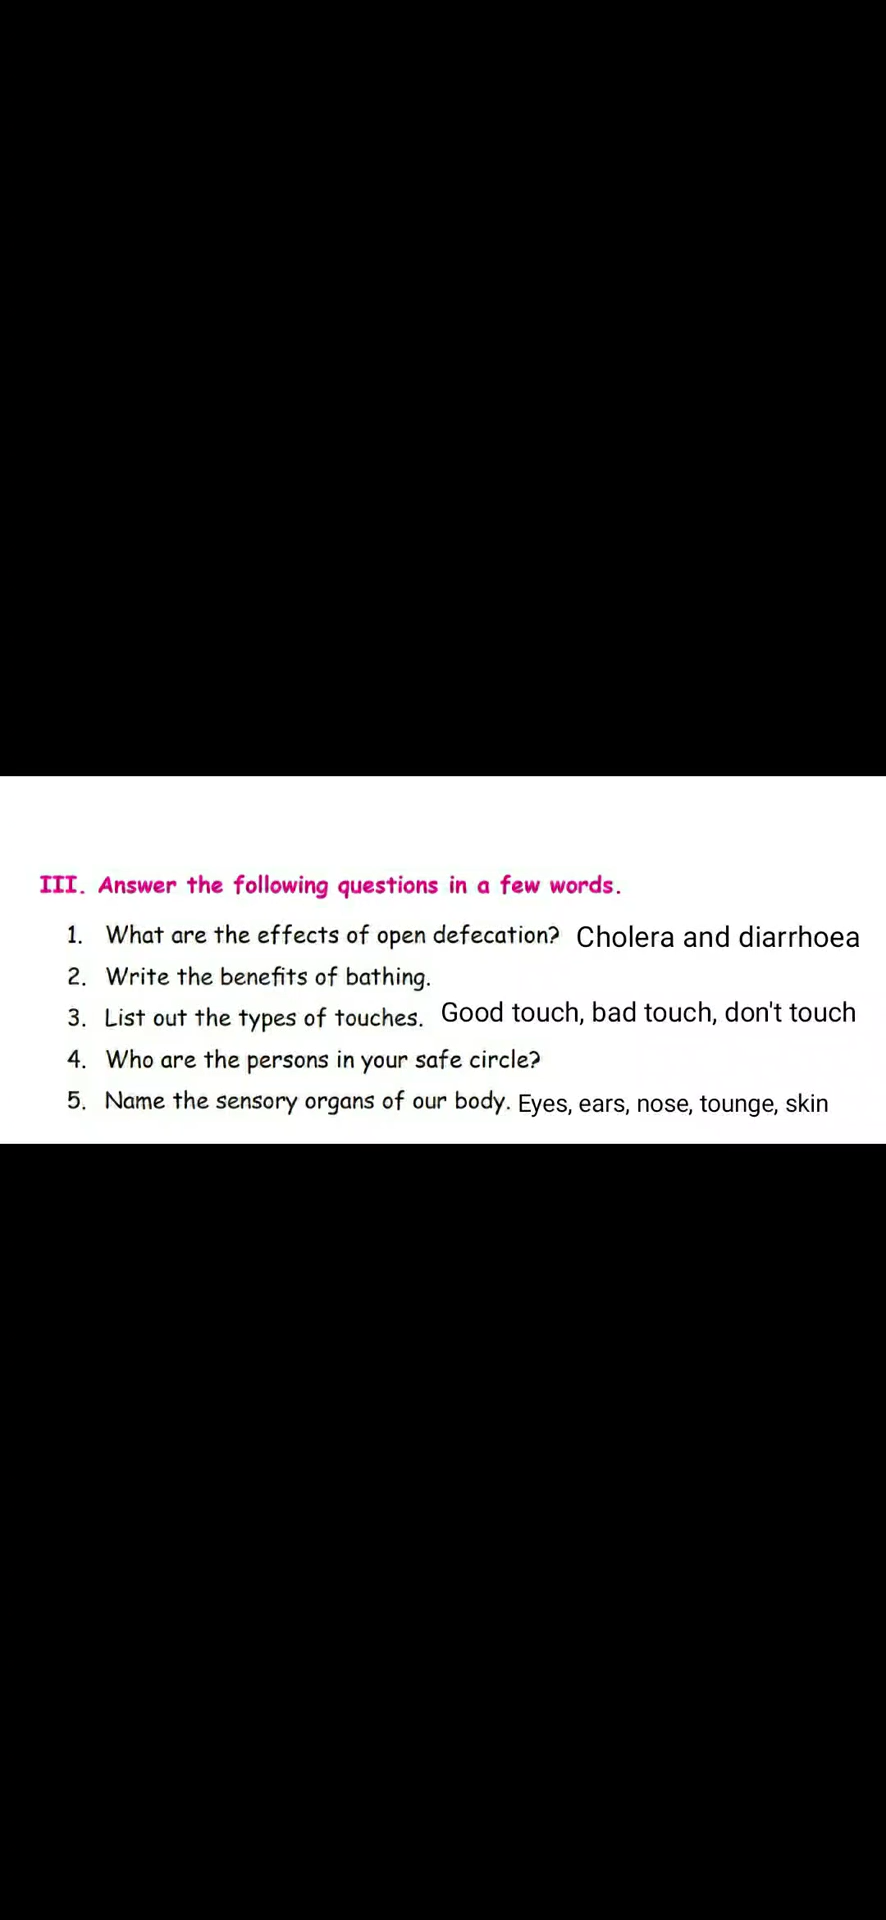 III. Answer the following questions in a few words.
1. What are the effects of open defecation? Cholera and diarrhoea
2. Write the benefits of bathing.
3. List out the types of touches. Good touch, bad touch, don't touch
4. Who are the persons in your safe circle?
5. Name the sensory organs of our body. Eyes, ears, nose, tounge, skin